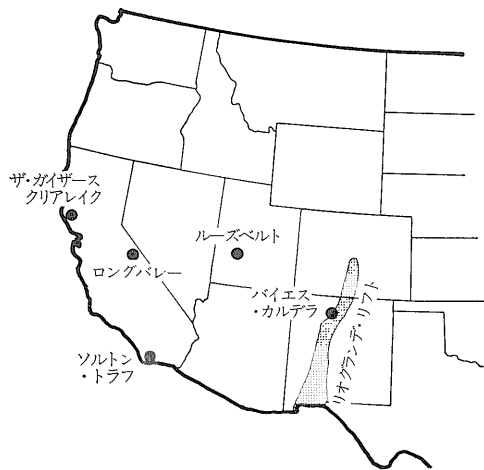 ザ・ガイザース
クリアレイク
ルーズベルト
ロングバレー
バイエス
・カルデラ
ソルトン
・トラフ
リオグランデ・リフト